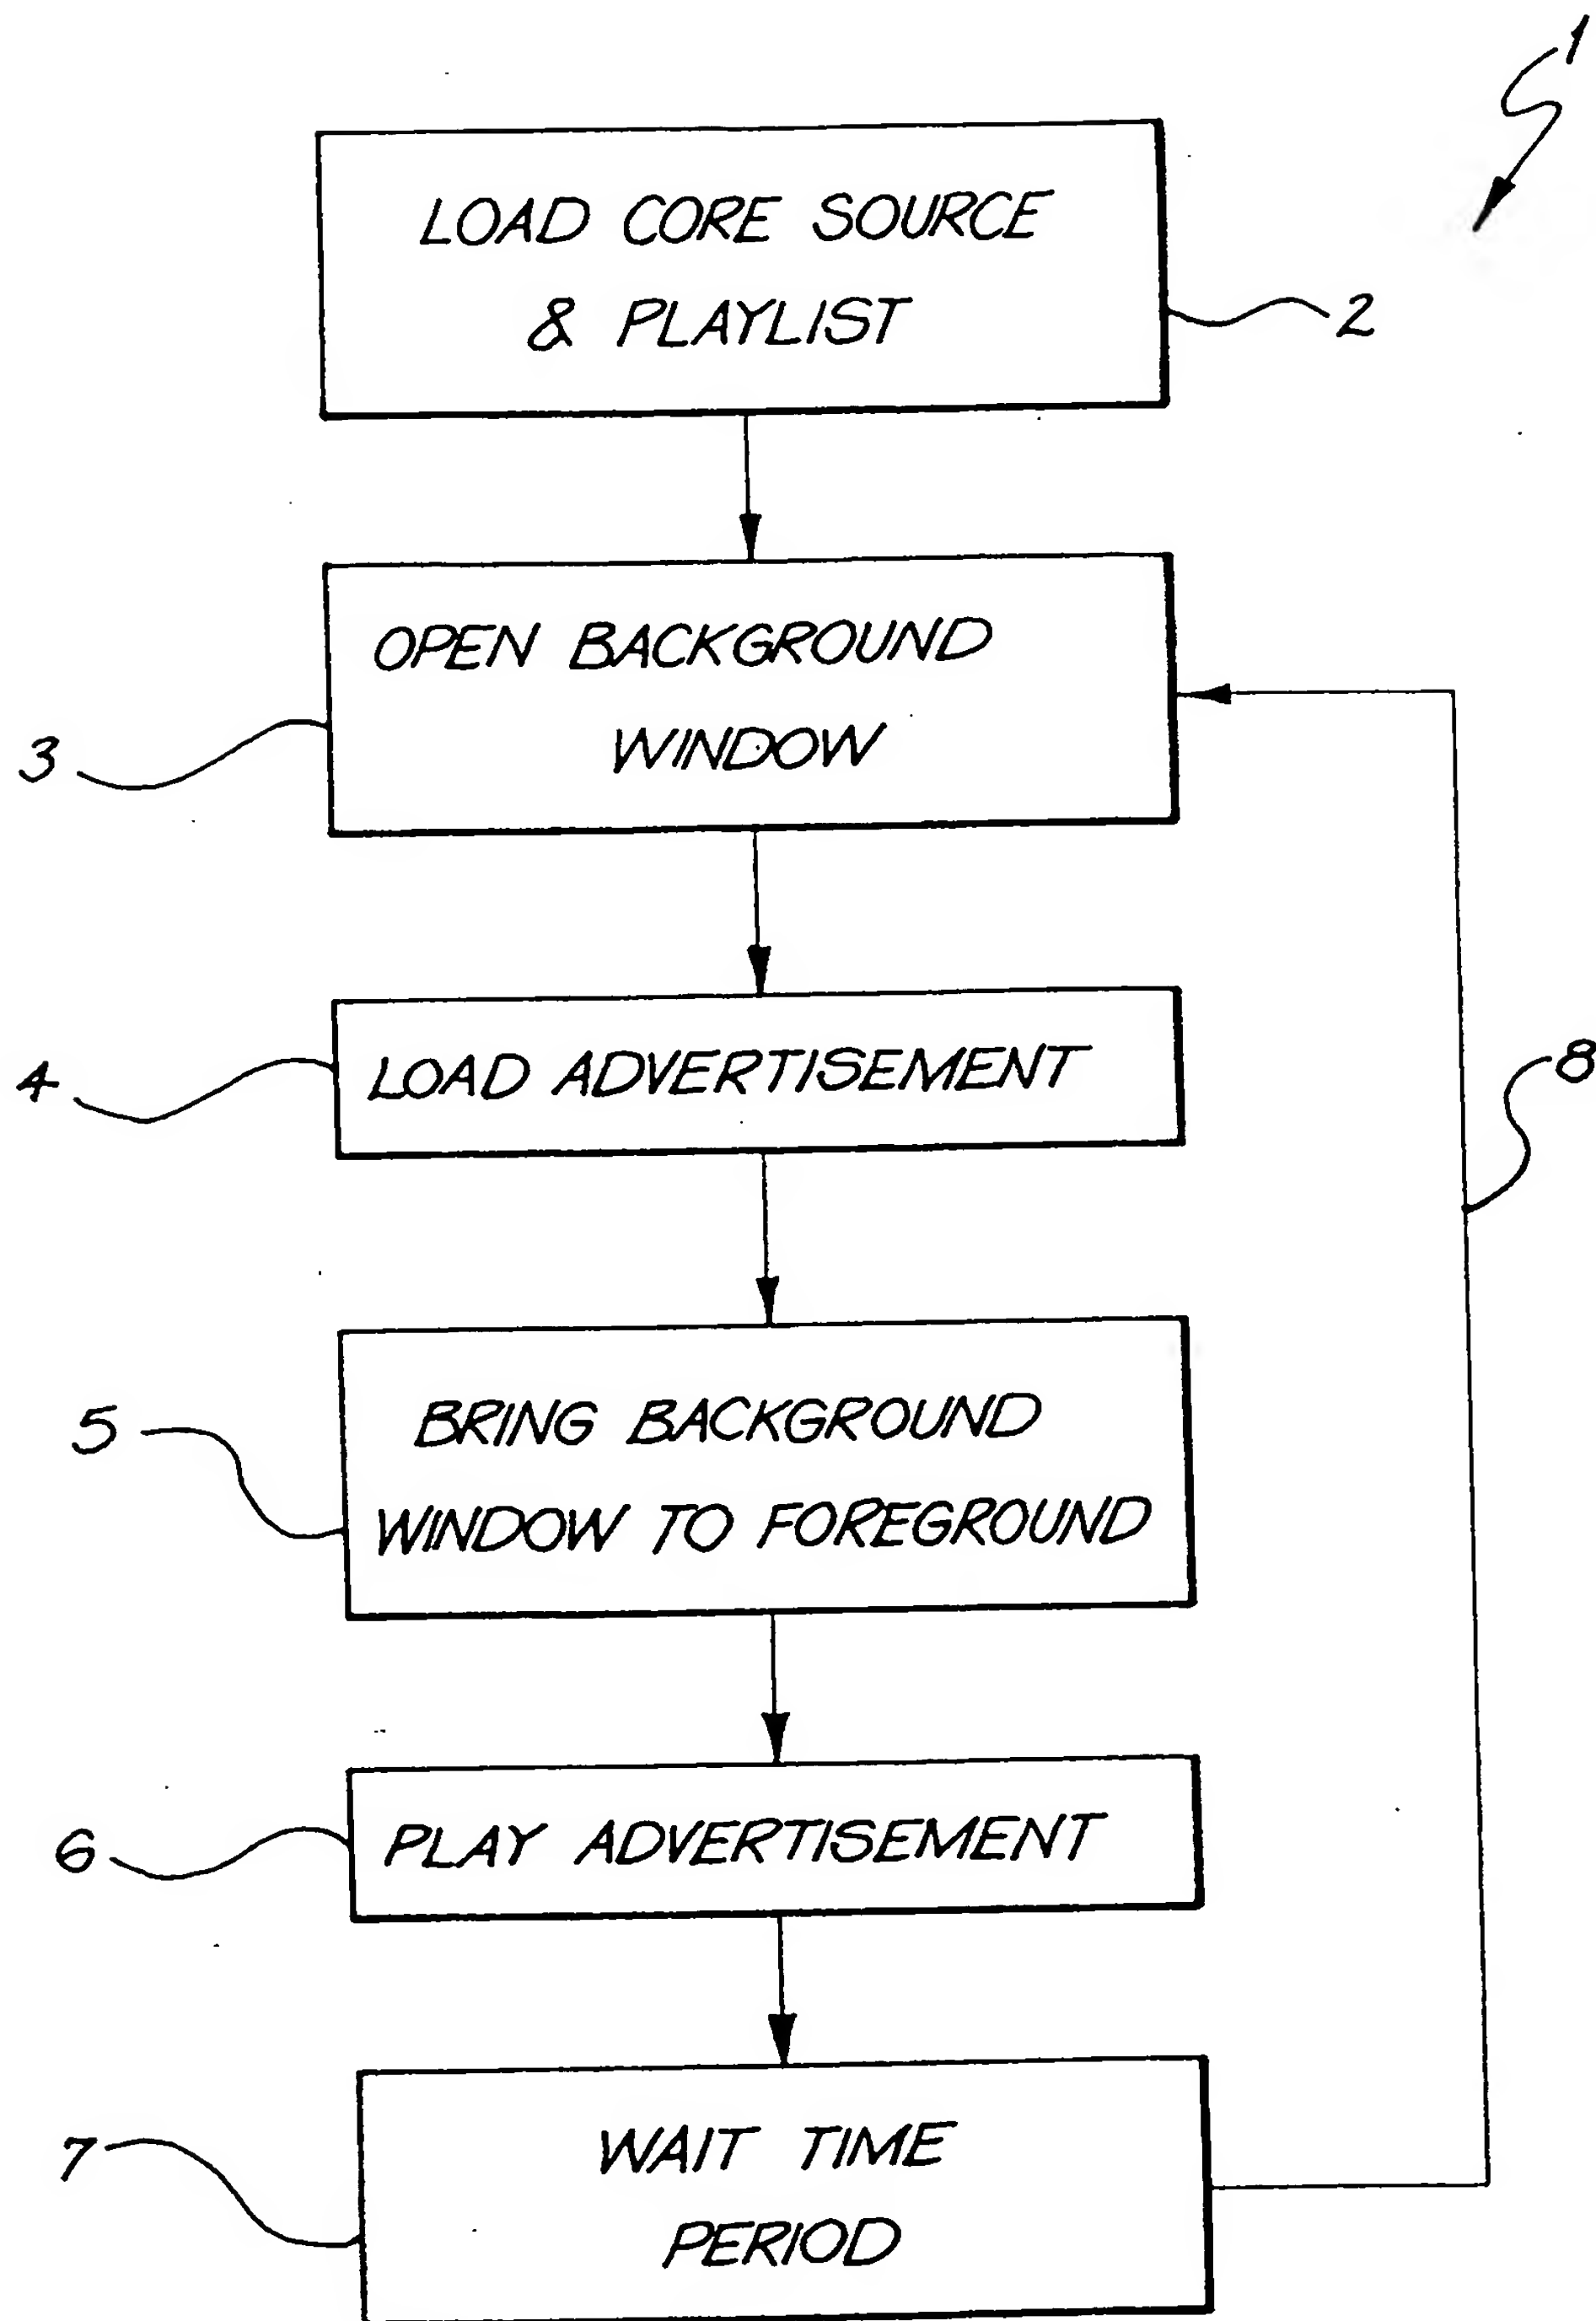 1
LOAD CORE SOURCE
& PLAYLIST
2
OPEN BACKGROUND
WINDOW
3
LOAD ADVERTISEMENT
4
8
BRING BACKGROUND
WINDOW TO FOREGROUND
5
PLAY ADVERTISEMENT
6
WAIT TIME
PERIOD
7